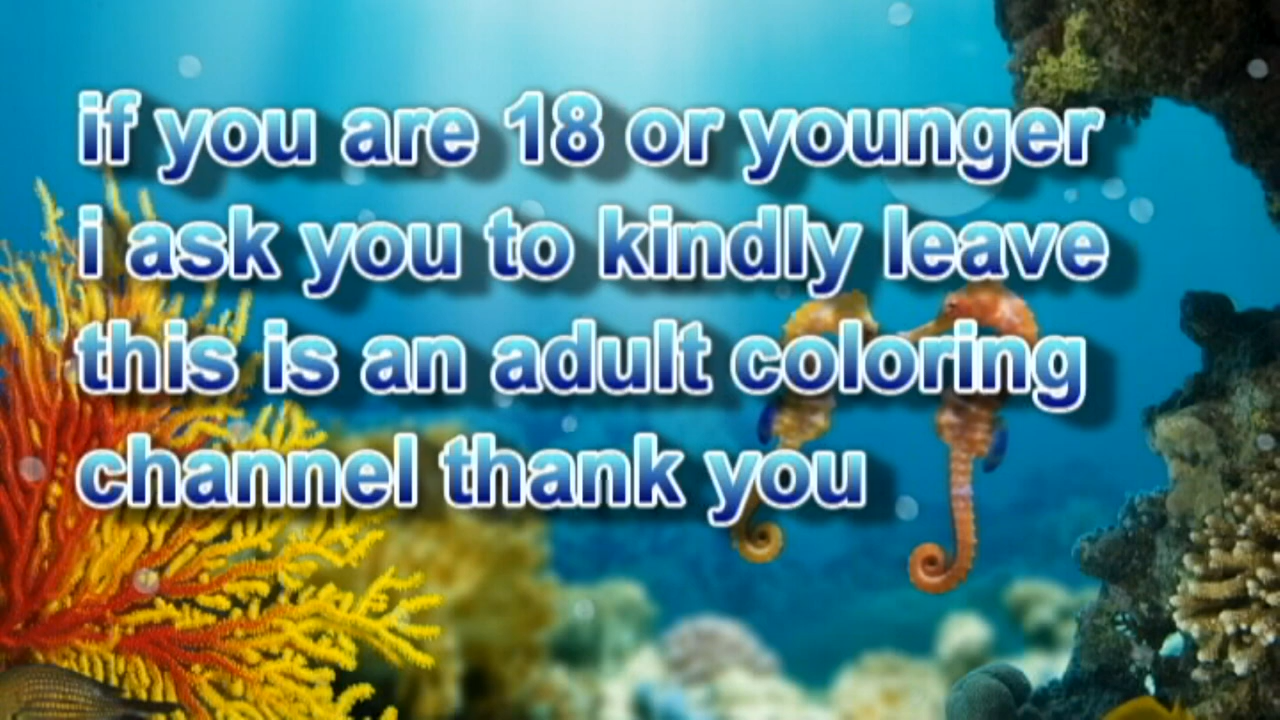 if you are 18 or younger
i ask you to kindly leave
this is an adult coloring
channel thank you